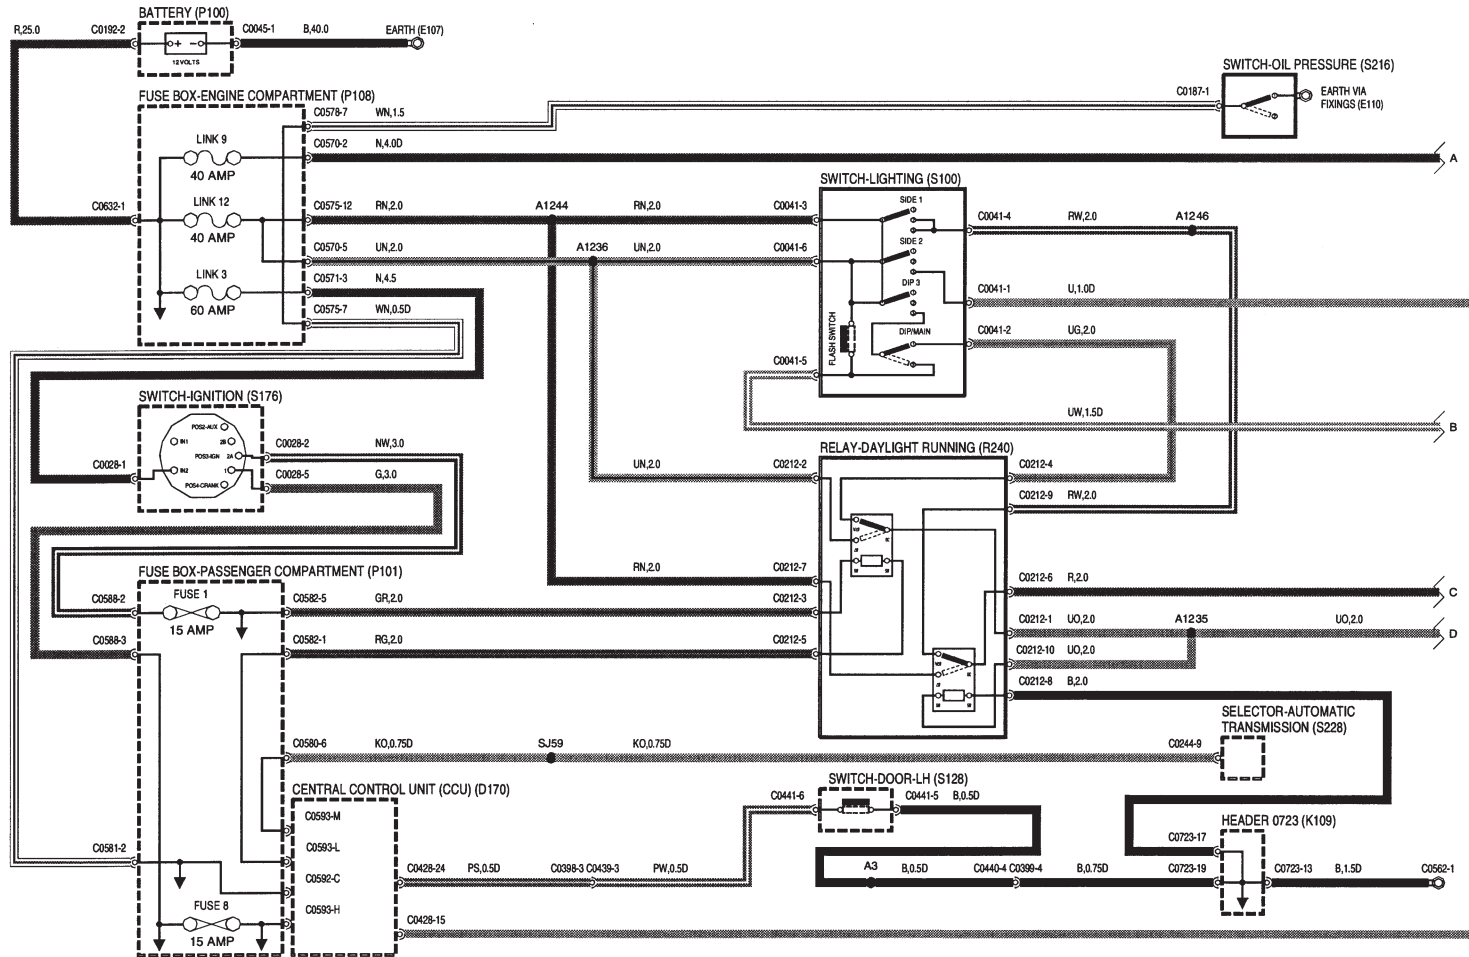 BATTERY (P100)
R,25.0
C0192-2
+ -
12 VOLTS
C0045-1
B,40.0
EARTH (E107)
SWITCH-OIL PRESSURE (S216)
C0187-1
EARTH VIA
FIXINGS (E110)
FUSE BOX-ENGINE COMPARTMENT (P108)
C0578-7
WN,1.5
LINK 9
40 AMP
C0570-2
N,4.0D
A
C0632-1
LINK 12
40 AMP
C0575-12
RN,2.0
A1244
RN,2.0
C0041-3
C0570-5
UN,2.0
A1236
UN,2.0
C0041-6
LINK 3
60 AMP
C0571-3
N,4.5
C0575-7
WN,0.5D
SWITCH-LIGHTING (S100)
SIDE 1
SIDE 2
DIP 3
DIP/MAIN
FLASH SWITCH
C0041-4
RW,2.0
A1246
C0041-1
U,1.0D
C0041-2
UG,2.0
C0041-5
UW,1.5D
B
SWITCH-IGNITION (S176)
POS2-AUX
IN1
2B
POS3-IGN
2A
IN2
1
POS4-CRANK
C0028-1
C0028-2
NW,3.0
C0028-5
G,3.0
RELAY-DAYLIGHT RUNNING (R240)
UN,2.0
C0212-2
C0212-4
C0212-9
RW,2.0
RN,2.0
C0212-7
C0212-6
R,2.0
C
C0212-3
C0212-1
UO,2.0
A1235
UO,2.0
D
C0212-5
C0212-10
UO,2.0
C0212-8
B,2.0
FUSE BOX-PASSENGER COMPARTMENT (P101)
C0588-2
FUSE 1
15 AMP
C0582-5
GR,2.0
C0588-3
C0582-1
RG,2.0
SELECTOR-AUTOMATIC
TRANSMISSION (S228)
C0580-6
KO,0.75D
SJ59
KO,0.75D
C0244-9
CENTRAL CONTROL UNIT (CCU) (D170)
C0593-M
C0593-L
C0592-C
C0593-H
SWITCH-DOOR-LH (S128)
C0441-6
C0441-5
B,0.5D
HEADER 0723 (K109)
C0723-17
C0581-2
C0428-24
PS,0.5D
C0398-3
C0439-3
PW,0.5D
A3
B,0.5D
C0440-4
C0399-4
B,0.75D
C0723-19
C0723-13
B,1.5D
C0562-1
FUSE 8
15 AMP
C0428-15